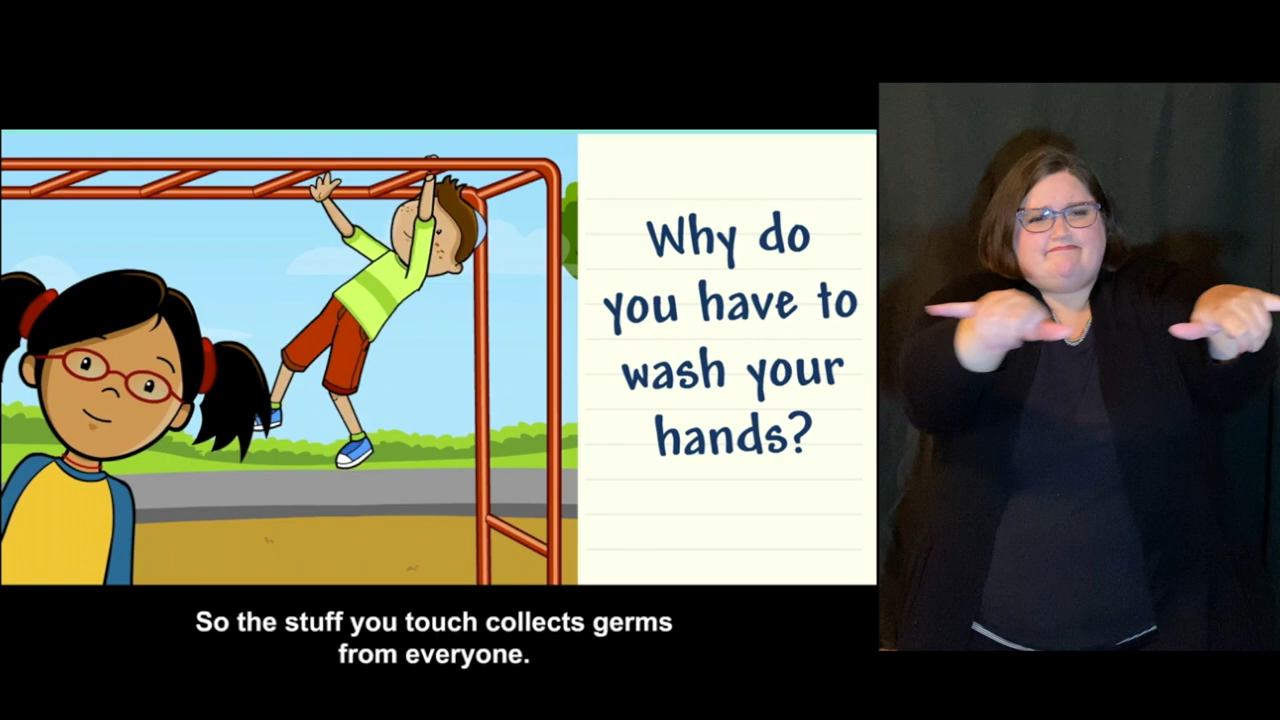 Why do
you have to
wash your
hands?
So the stuff you touch collects germs
from everyone.